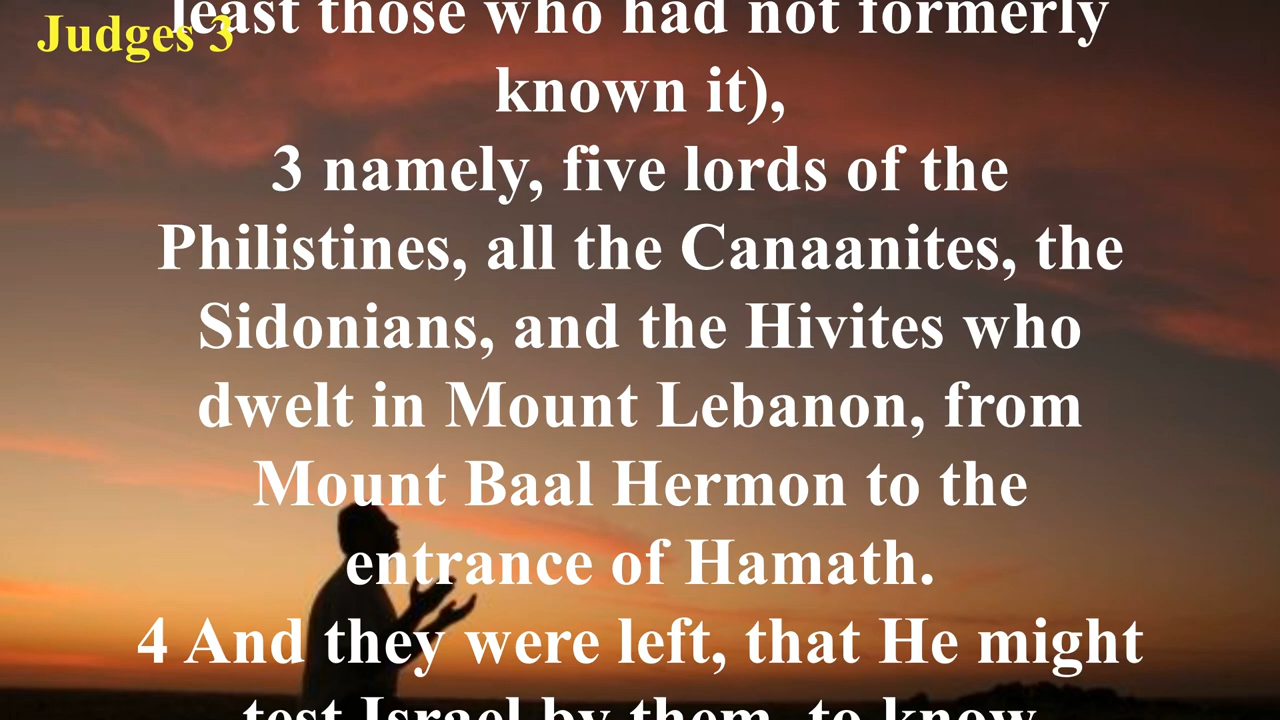 least those who had not formerly
Judges 3
known it),
3 namely, five lords of the
Philistines, all the Canaanites, the
Sidonians, and the Hivites who
dwelt in Mount Lebanon, from
Mount Baal Hermon to the
entrance of Hamath.
4 And they were left, that He might
test Israel by them, to know